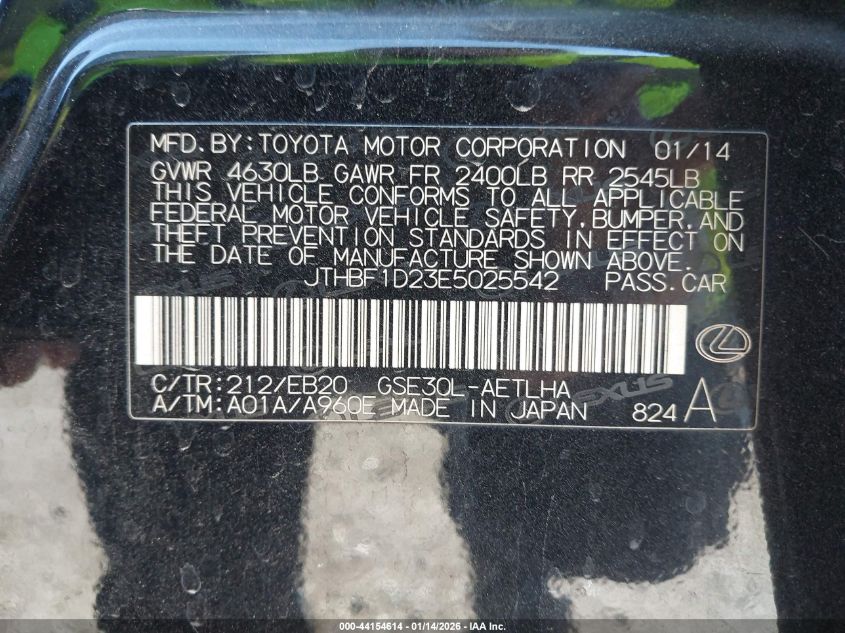 MFD.BY:TOYOTA MOTOR CORPORATION 01/14
GVWR 4630LB GAWR FR 2400LB RR 2545LB
THIS VEHICLE CONFORMS TO ALL APPLICABLE
FEDERAL MOTOR VEHICLE SAFETY,BUMPER,AND
THEFT PREVENTION STANDARDS IN EFFECT ON
THE DATE OF MANUFACTURE SHOWN ABOVE.
JTHBF1D23E5025542 PASS.CAR
C/TR:212/EB20 GSE30L-AETLHA
A/TM:A01A/A960E MADE IN JAPAN 824 A
000-44154614 - 01/14/2026 - IAA Inc.